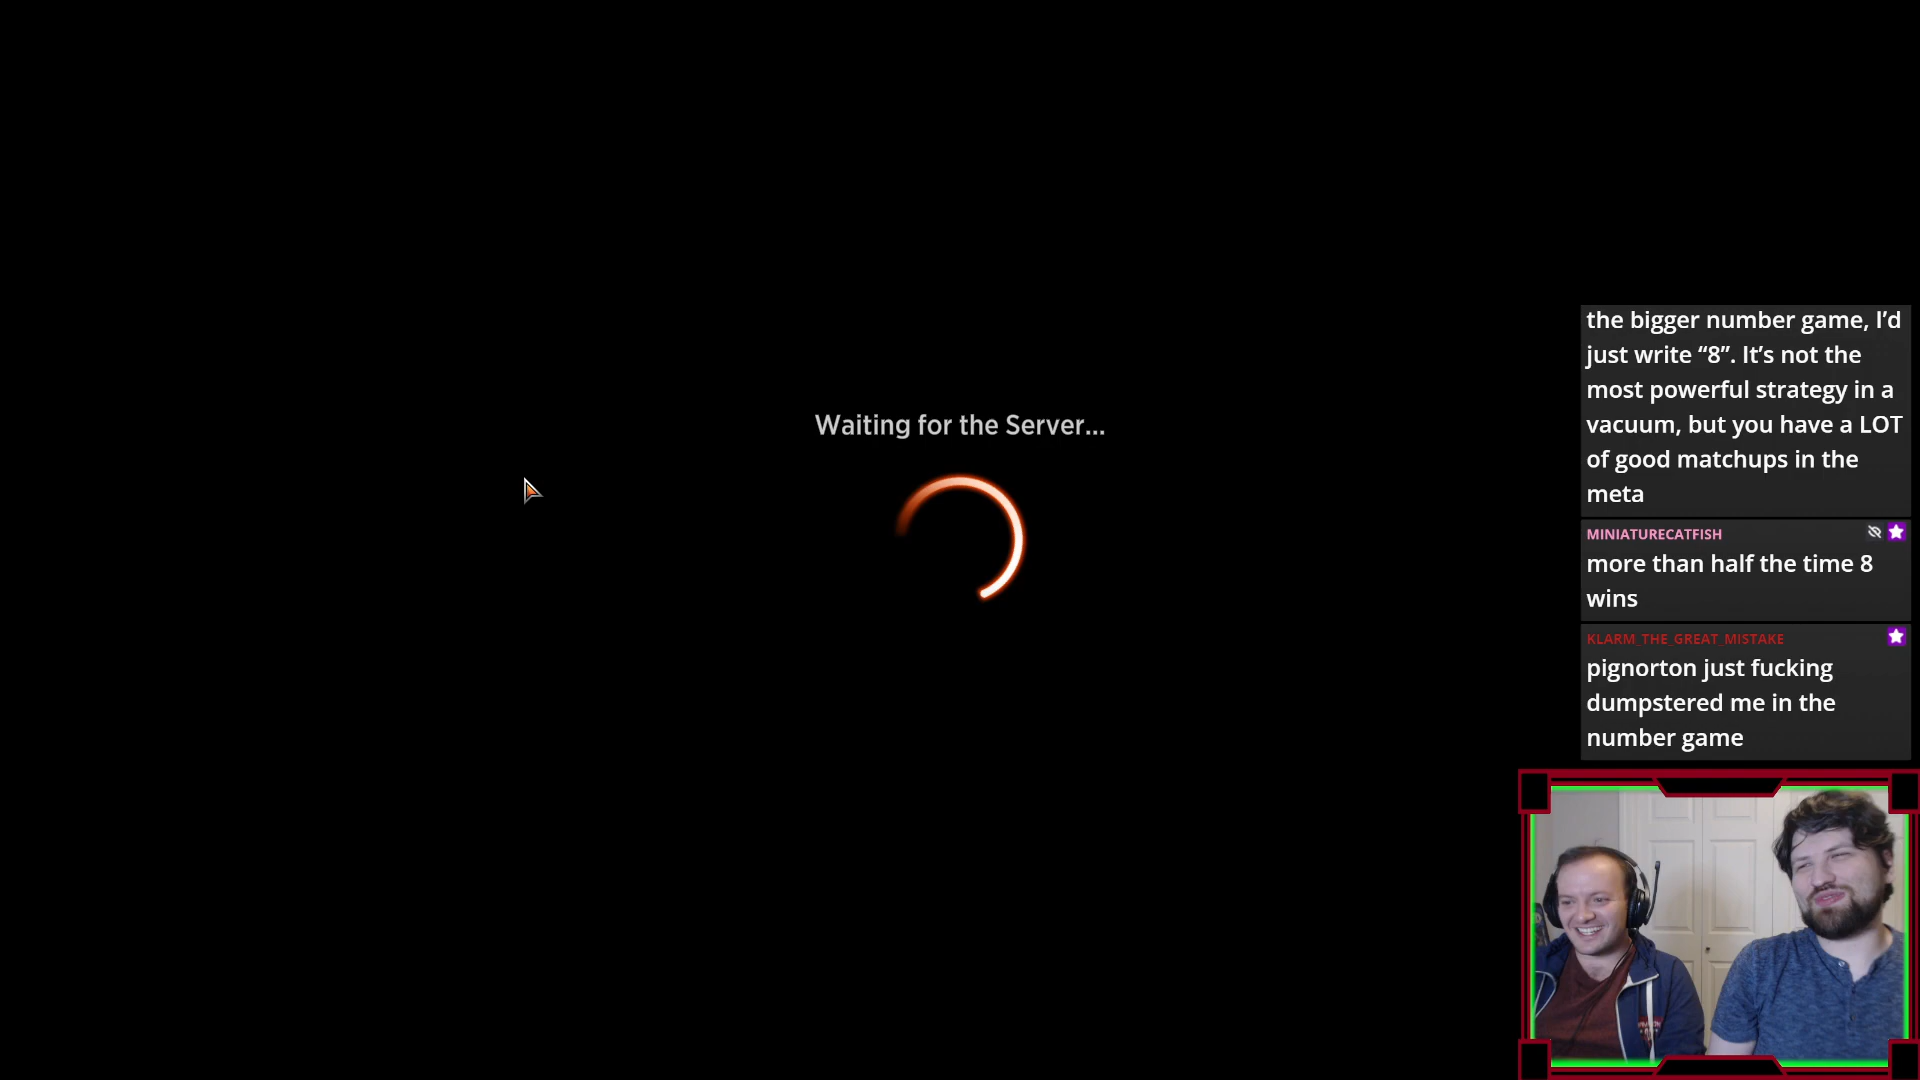 Waiting for the Server...
the bigger number game, I’d
just write “8”. It’s not the
most powerful strategy in a
vacuum, but you have a LOT
of good matchups in the
meta
MINIATURECATFISH
more than half the time 8
wins
KLARM_THE_GREAT_MISTAKE
pignorton just fucking
dumpstered me in the
number game